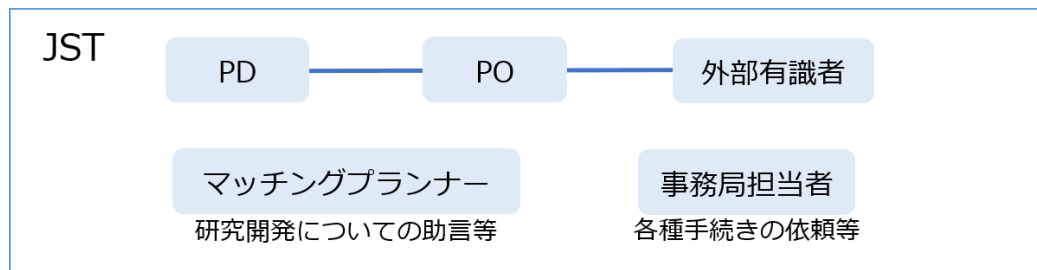 JST
PD
PO
外部有識者
マッチングプランナー
事務局担当者
研究開発についての助言等
各種手続きの依頼等